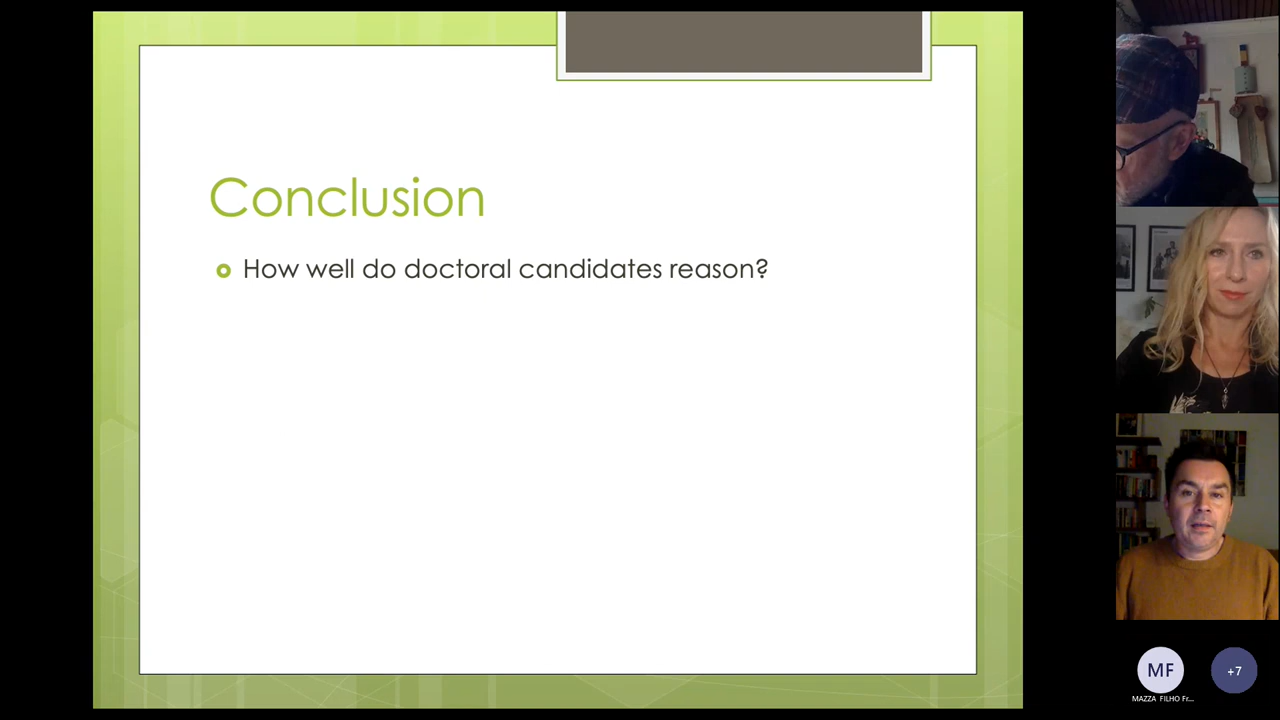 Conclusion
How well do doctoral candidates reason?
MF
+7
MAZZA FILHO Fr...